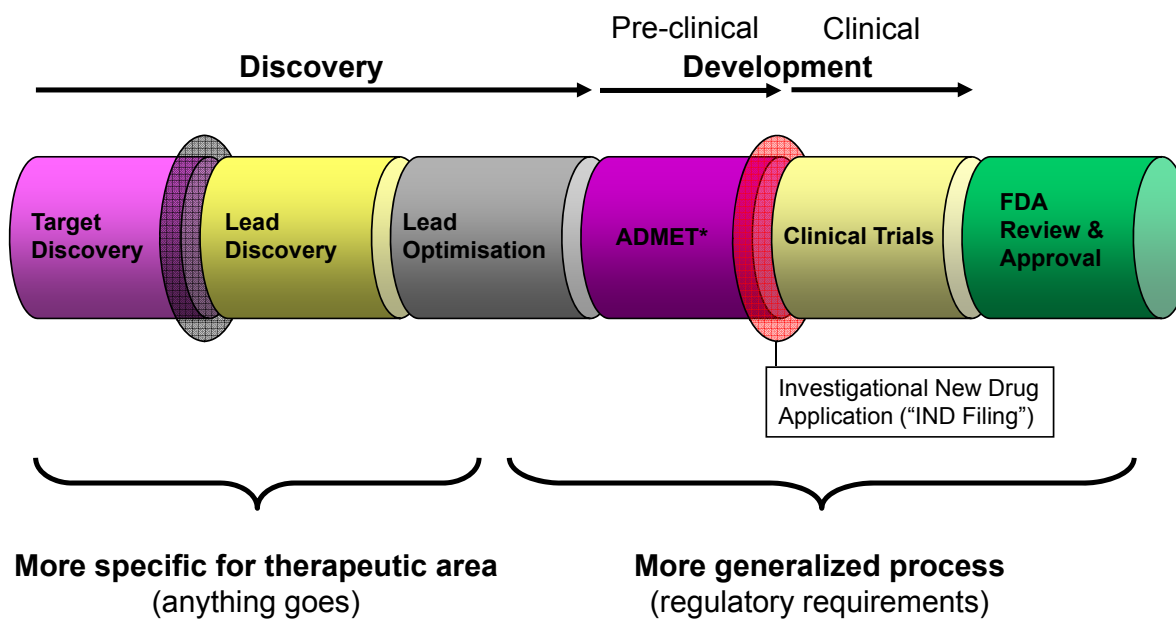 Pre-clinical
Clinical
Discovery
Development
Target
Discovery
Lead
Discovery
Lead
Optimisation
ADMET*
Clinical Trials
FDA
Review &
Approval
Investigational New Drug
Application (“IND Filing”)
More specific for therapeutic area
(anything goes)
More generalized process
(regulatory requirements)